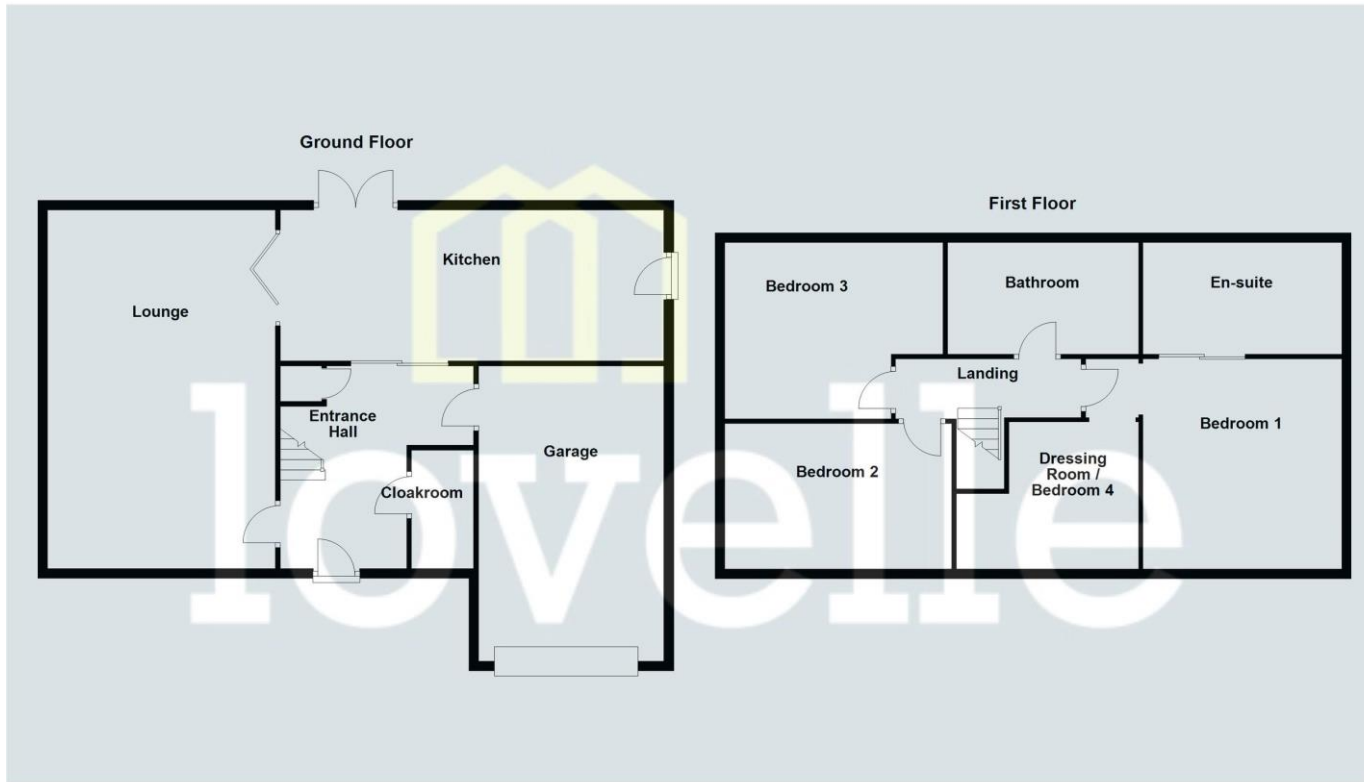 Ground Floor
Lounge
Kitchen
Entrance
Hall
Cloakroom
Garage
First Floor
Bedroom 3
Bathroom
En-suite
Landing
Bedroom 1
Bedroom 2
Dressing
Room /
Bedroom 4
lovelle